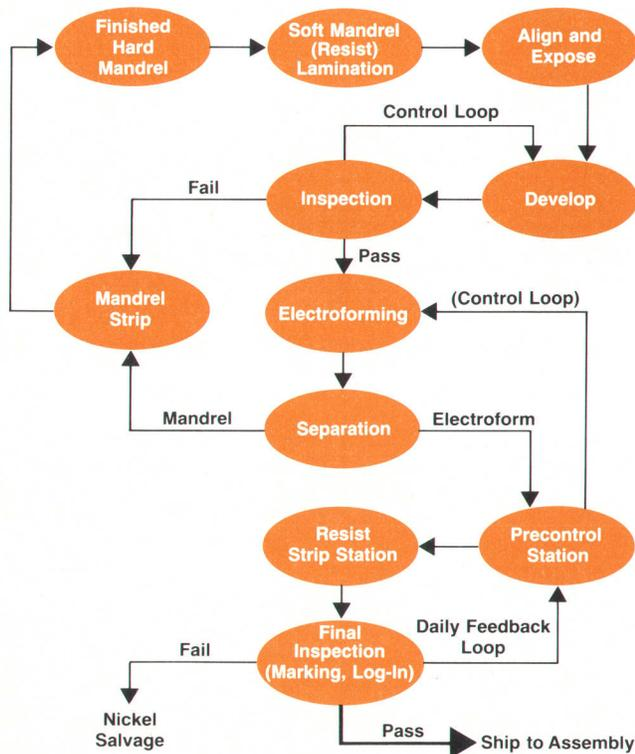 Finished
Hard
Mandrel
Soft Mandrel
(Resist)
Lamination
Align and
Expose
Control Loop
Fail
Inspection
Develop
Pass
Mandrel
Strip
Electroforming
(Control Loop)
Mandrel
Separation
Electroform
Resist
Strip Station
Precontrol
Station
Fail
Final
Inspection
(Marking, Log-In)
Daily Feedback
Loop
Nickel
Salvage
Pass
Ship to Assembly